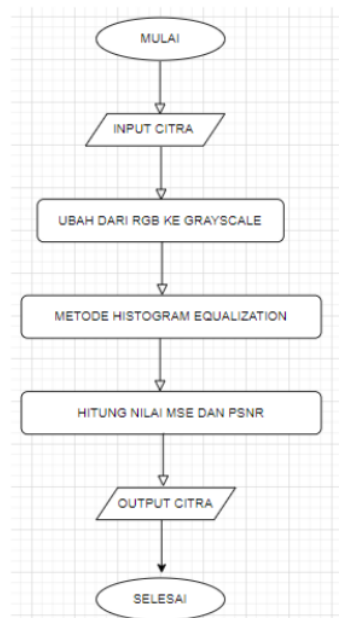 MULAI
INPUT CITRA
UBAH DARI RGB KE GRAYSCALE
METODE HISTOGRAM EQUALIZATION
HITUNG NILAI MSE DAN PSNR
OUTPUT CITRA
SELESAI